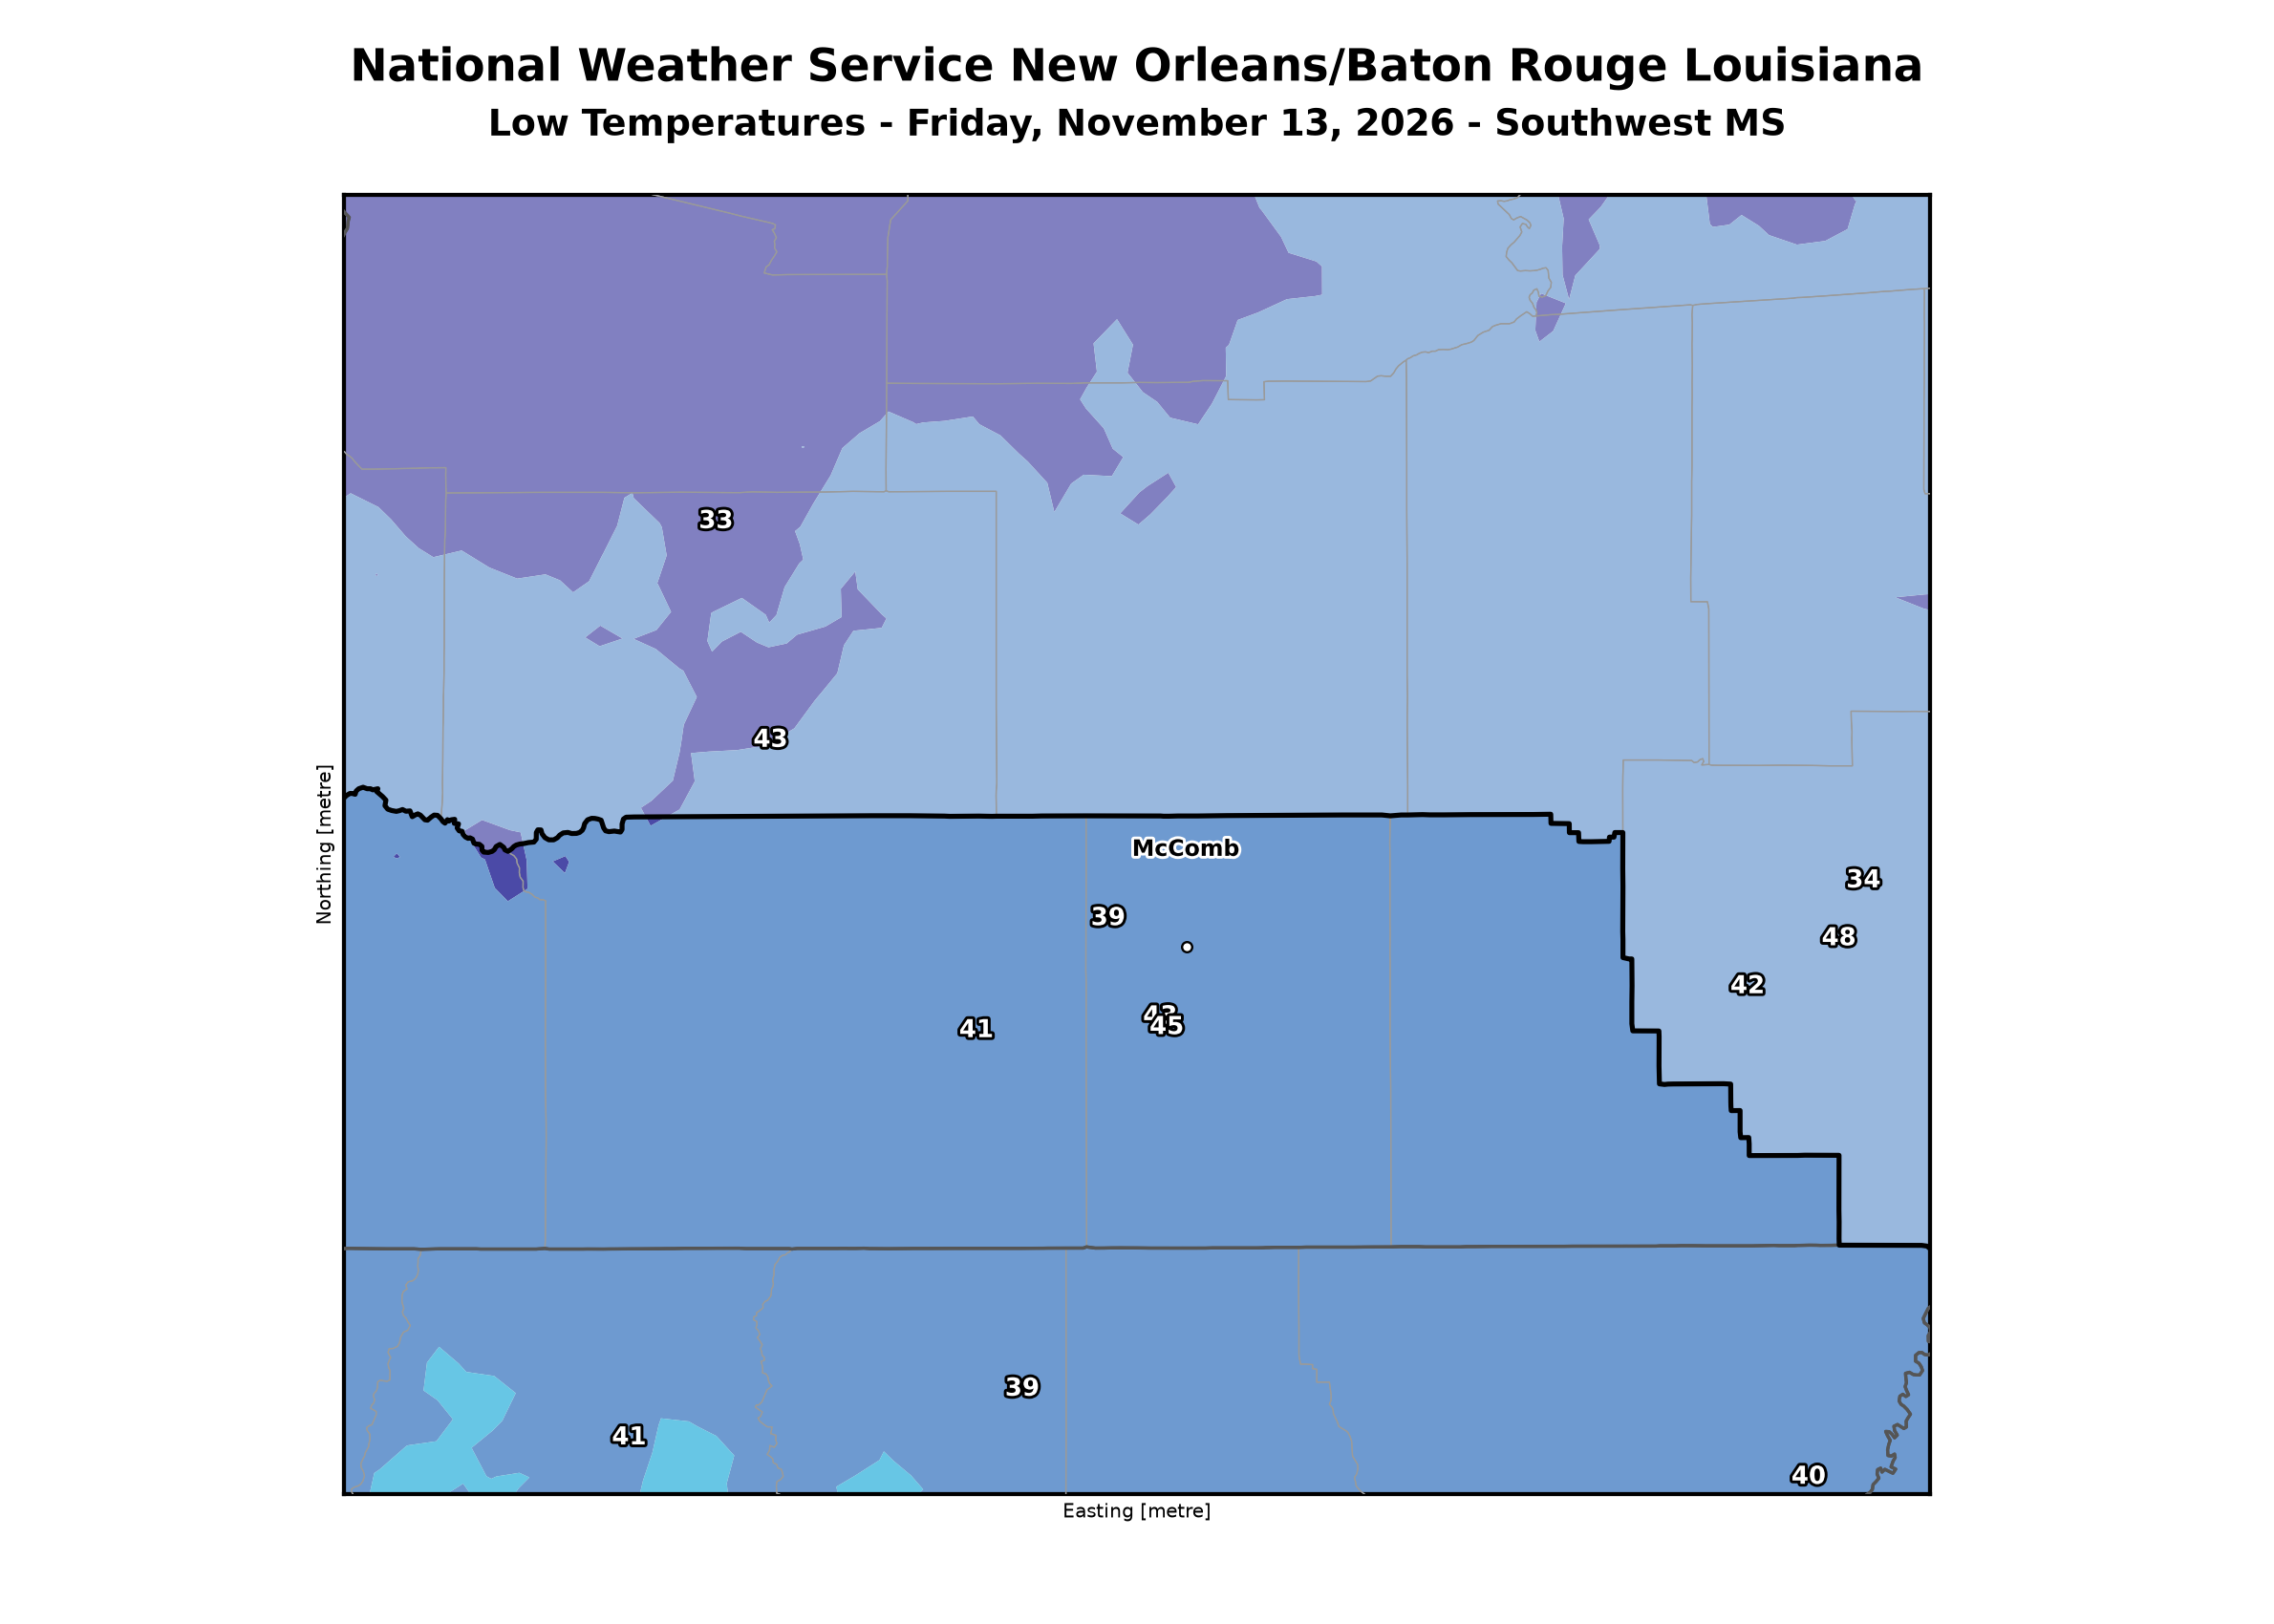 National Weather Service New Orleans/Baton Rouge Louisiana
Low Temperatures - Friday, November 13, 2026 - Southwest MS
33
43
McComb
34
39
48
42
41
45
39
41
40
Northing [metre]
Easting [metre]